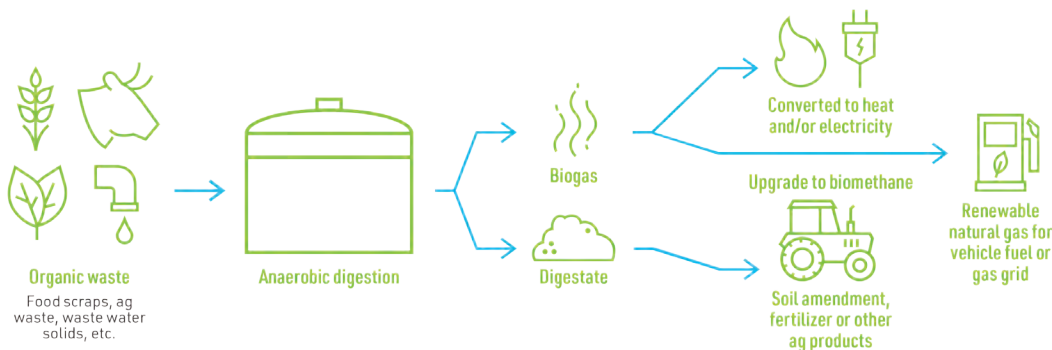 Organic waste
Food scraps, ag
waste, waste water
solids, etc.
Anaerobic digestion
Biogas
Digestate
Converted to heat
and/or electricity
Upgrade to biomethane
Soil amendment,
fertilizer or other
ag products
Renewable
natural gas for
vehicle fuel or
gas grid